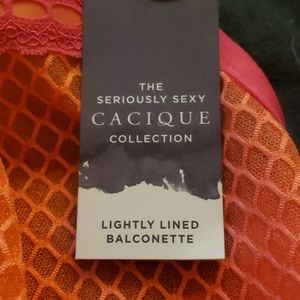 THE
SERIOUSLY SEXY
CACIQUE
COLLECTION
LIGHTLY LINED
BALCONETTE